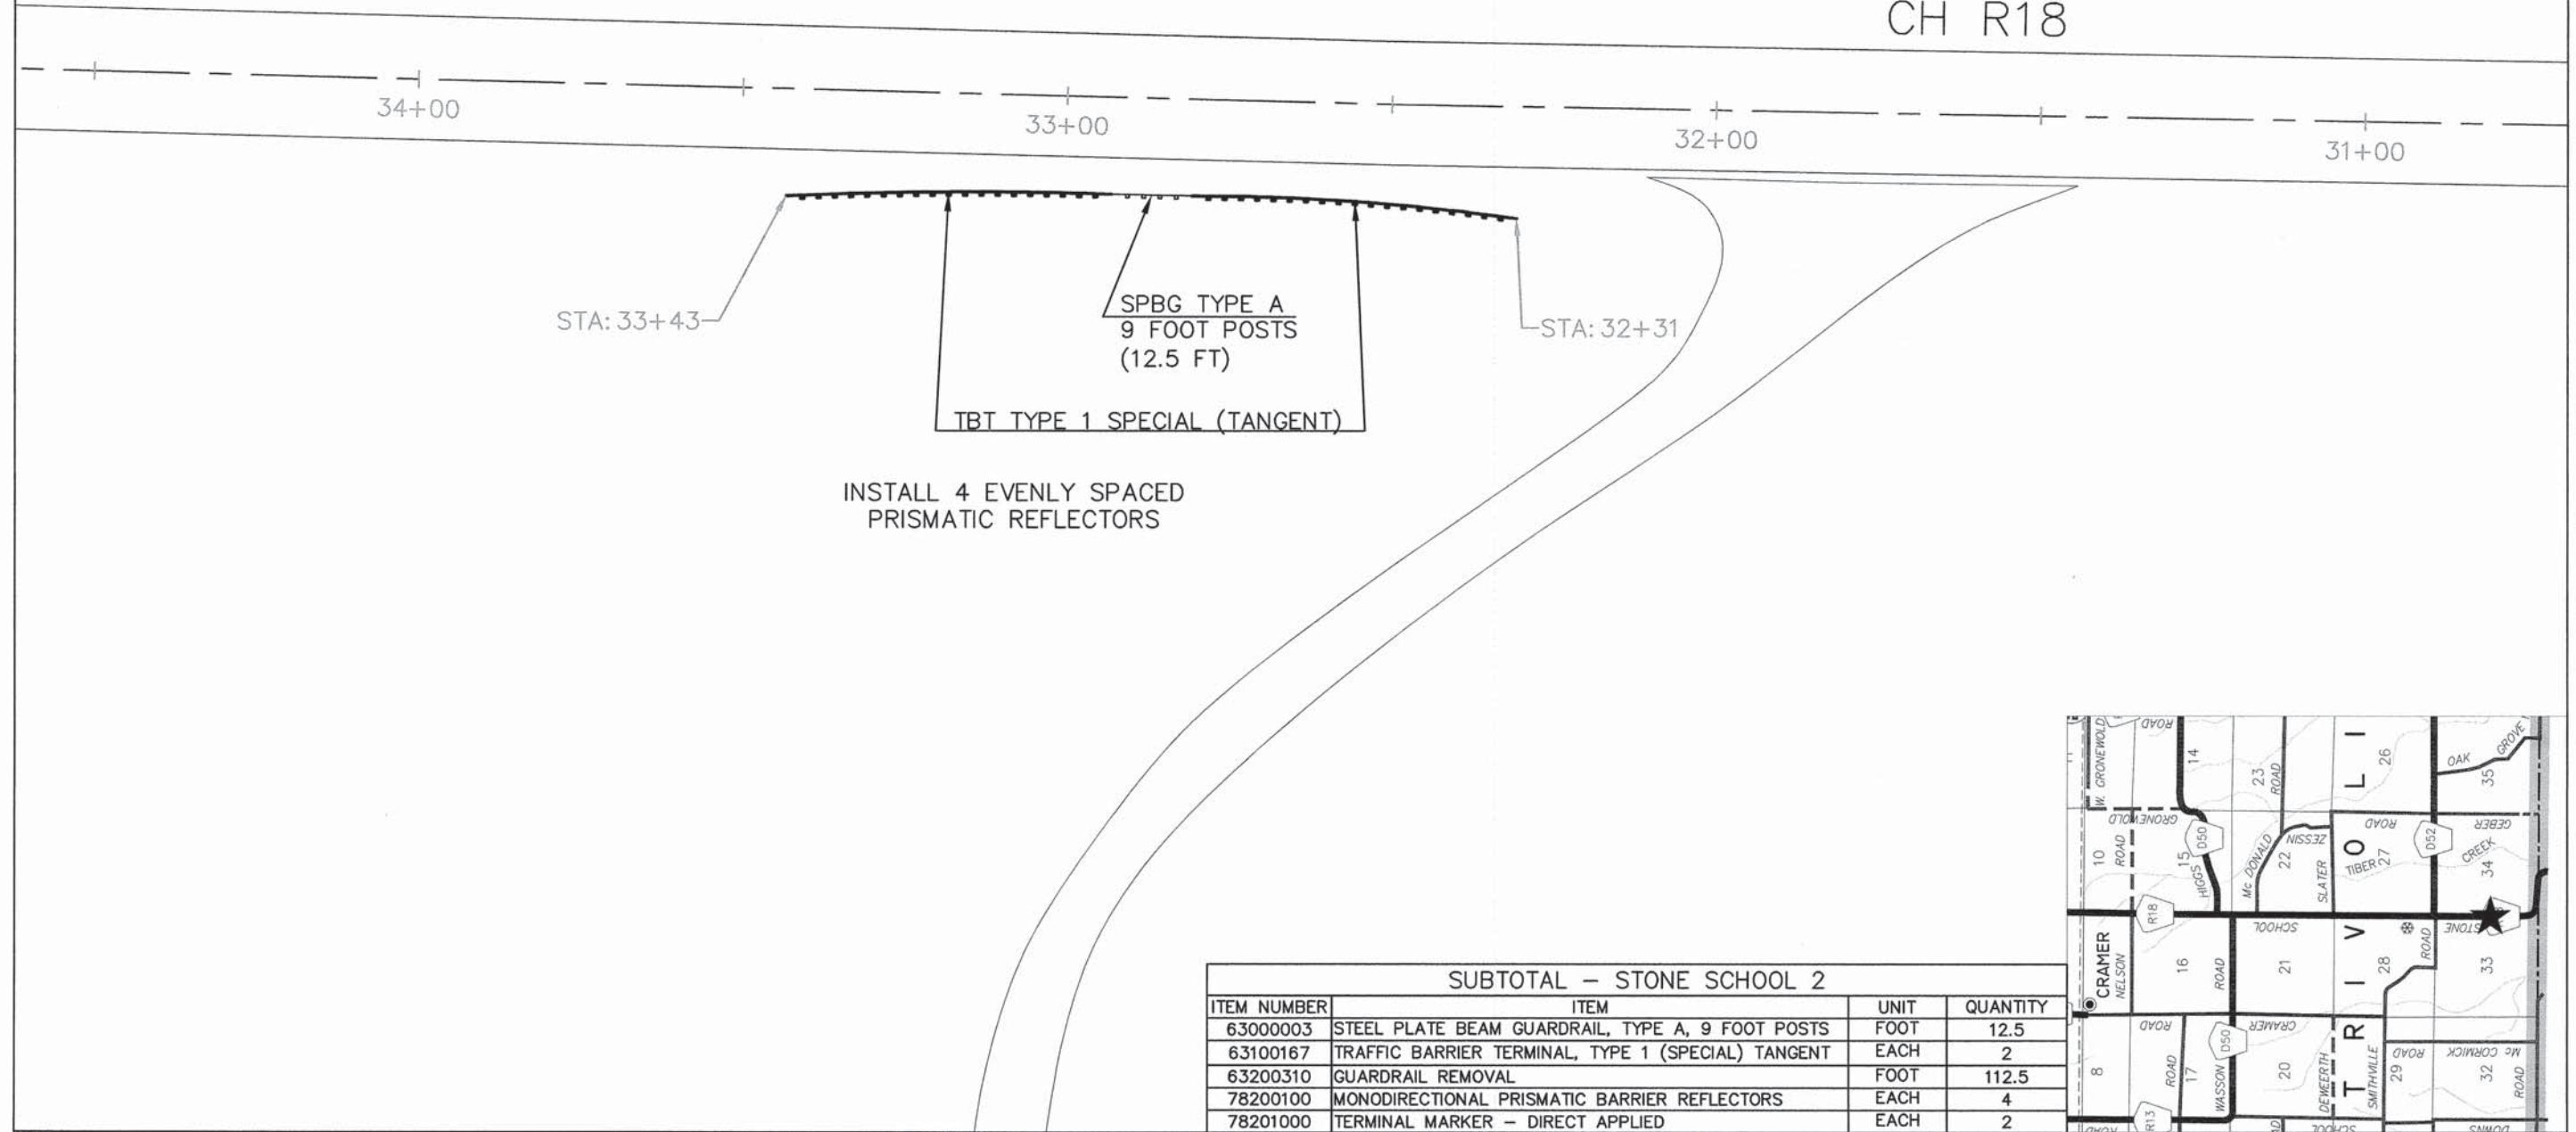 CH R18
34+00
33+00
32+00
31+00
STA: 33+43
SPBG TYPE A
9 FOOT POSTS
(12.5 FT)
STA: 32+31
TBT TYPE 1 SPECIAL (TANGENT)
INSTALL 4 EVENLY SPACED
PRISMATIC REFLECTORS
SUBTOTAL – STONE SCHOOL 2
ITEM NUMBER ITEM UNIT QUANTITY
63000003 STEEL PLATE BEAM GUARDRAIL, TYPE A, 9 FOOT POSTS FOOT 12.5
63100167 TRAFFIC BARRIER TERMINAL, TYPE 1 (SPECIAL) TANGENT EACH 2
63200310 GUARDRAIL REMOVAL FOOT 112.5
78200100 MONODIRECTIONAL PRISMATIC BARRIER REFLECTORS EACH 4
78201000 TERMINAL MARKER – DIRECT APPLIED EACH 2
W. GRONEWOLD
ROAD
14
23
ROAD
26
OAK
GROVE
35
GRONEWOLD
10
ROAD
15
D50
HIGGS
Mc DONALD
22
ZESSIN
SLATER
ROAD
27
TIBER
CREEK
D52
GEBER
34
R18
SCHOOL
STONE
CRAMER
NELSON
16
ROAD
21
28
ROAD
33
T R I V O L I
ROAD
CRAMER
8
ROAD
17
WASSON
D50
20
DEWEERTH
SMITHVILLE
29
ROAD
Mc CORMICK
32
ROAD
R13
ROAD
SCHOOL
DOWNS